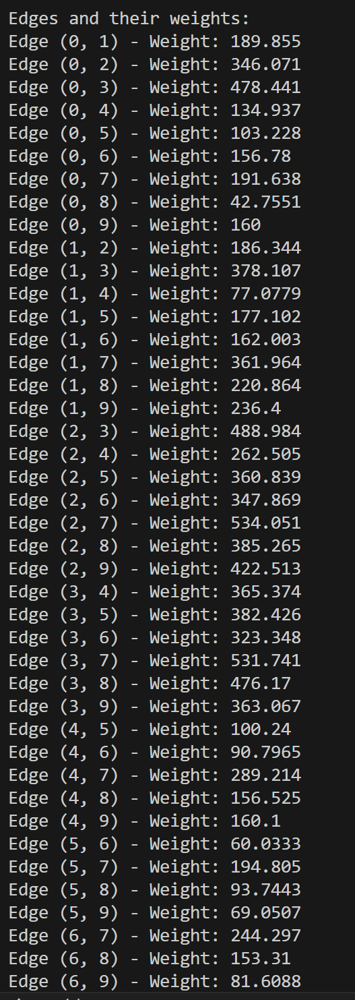 Edges and their weights:
Edge (0, 1) - Weight: 189.855
Edge (0, 2) - Weight: 346.071
Edge (0, 3) - Weight: 478.441
Edge (0, 4) - Weight: 134.937
Edge (0, 5) - Weight: 103.228
Edge (0, 6) - Weight: 156.78
Edge (0, 7) - Weight: 191.638
Edge (0, 8) - Weight: 42.7551
Edge (0, 9) - Weight: 160
Edge (1, 2) - Weight: 186.344
Edge (1, 3) - Weight: 378.107
Edge (1, 4) - Weight: 77.0779
Edge (1, 5) - Weight: 177.102
Edge (1, 6) - Weight: 162.003
Edge (1, 7) - Weight: 361.964
Edge (1, 8) - Weight: 220.864
Edge (1, 9) - Weight: 236.4
Edge (2, 3) - Weight: 488.984
Edge (2, 4) - Weight: 262.505
Edge (2, 5) - Weight: 360.839
Edge (2, 6) - Weight: 347.869
Edge (2, 7) - Weight: 534.051
Edge (2, 8) - Weight: 385.265
Edge (2, 9) - Weight: 422.513
Edge (3, 4) - Weight: 365.374
Edge (3, 5) - Weight: 382.426
Edge (3, 6) - Weight: 323.348
Edge (3, 7) - Weight: 531.741
Edge (3, 8) - Weight: 476.17
Edge (3, 9) - Weight: 363.067
Edge (4, 5) - Weight: 100.24
Edge (4, 6) - Weight: 90.7965
Edge (4, 7) - Weight: 289.214
Edge (4, 8) - Weight: 156.525
Edge (4, 9) - Weight: 160.1
Edge (5, 6) - Weight: 60.0333
Edge (5, 7) - Weight: 194.805
Edge (5, 8) - Weight: 93.7443
Edge (5, 9) - Weight: 69.0507
Edge (6, 7) - Weight: 244.297
Edge (6, 8) - Weight: 153.31
Edge (6, 9) - Weight: 81.6088